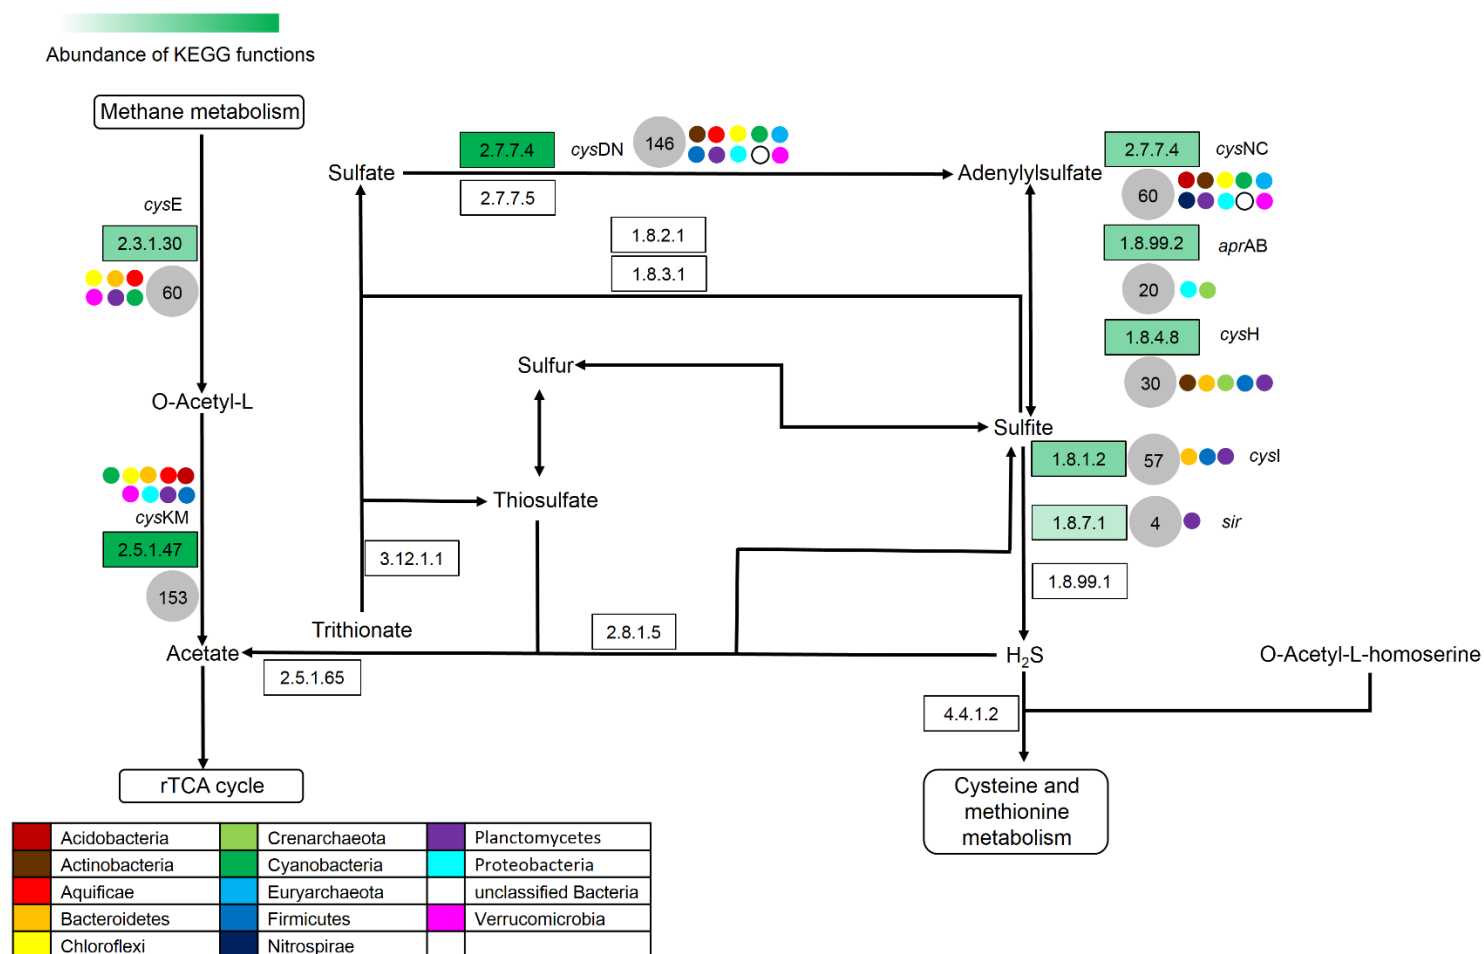 Abundance of KEGG functions
Methane metabolism
cysE
2.3.1.30
60
O-Acetyl-L
cysKM
2.5.1.47
153
Acetate
rTCA cycle
Sulfate
2.7.7.4
cysDN
146
2.7.7.5
Adenylylsulfate
2.7.7.4
cysNC
60
1.8.99.2
aprAB
20
1.8.4.8
cysH
30
1.8.2.1
1.8.3.1
Sulfur
Sulfite
1.8.1.2
57
cysI
1.8.7.1
4
sir
1.8.99.1
Thiosulfate
3.12.1.1
Trithionate
2.8.1.5
2.5.1.65
H2S
O-Acetyl-L-homoserine
4.4.1.2
Cysteine and
methionine
metabolism
Acidobacteria Crenarchaeota Planctomycetes
Actinobacteria Cyanobacteria Proteobacteria
Aquificae Euryarchaeota unclassified Bacteria
Bacteroidetes Firmicutes Verrucomicrobia
Chloroflexi Nitrospirae